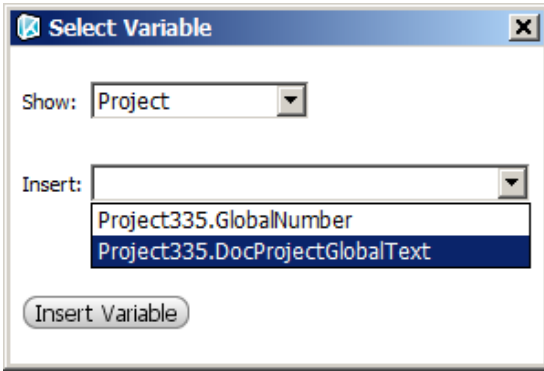 Select Variable
Show: Project
Insert:
Project335.GlobalNumber
Project335.DocProjectGlobalText
Insert Variable